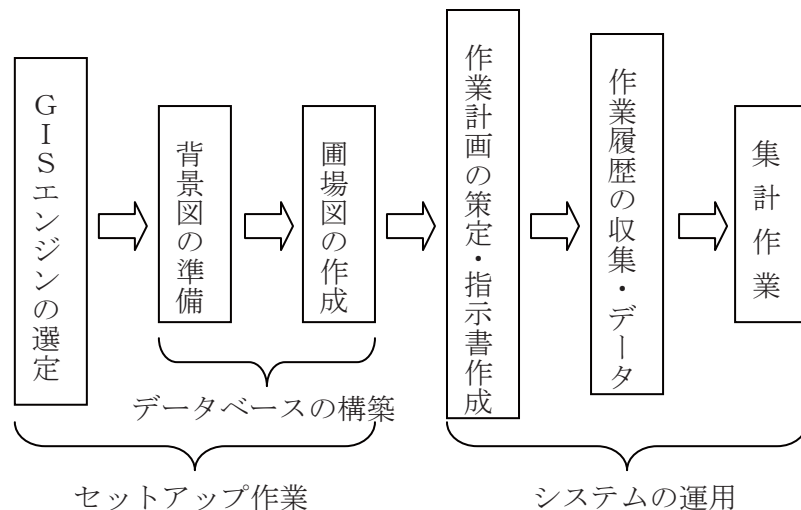 GISエンジンの選定
背景図の準備
圃場図の作成
作業計画の策定・指示書作成
作業履歴の収集・データ
集計作業
データベースの構築
セットアップ作業
システムの運用